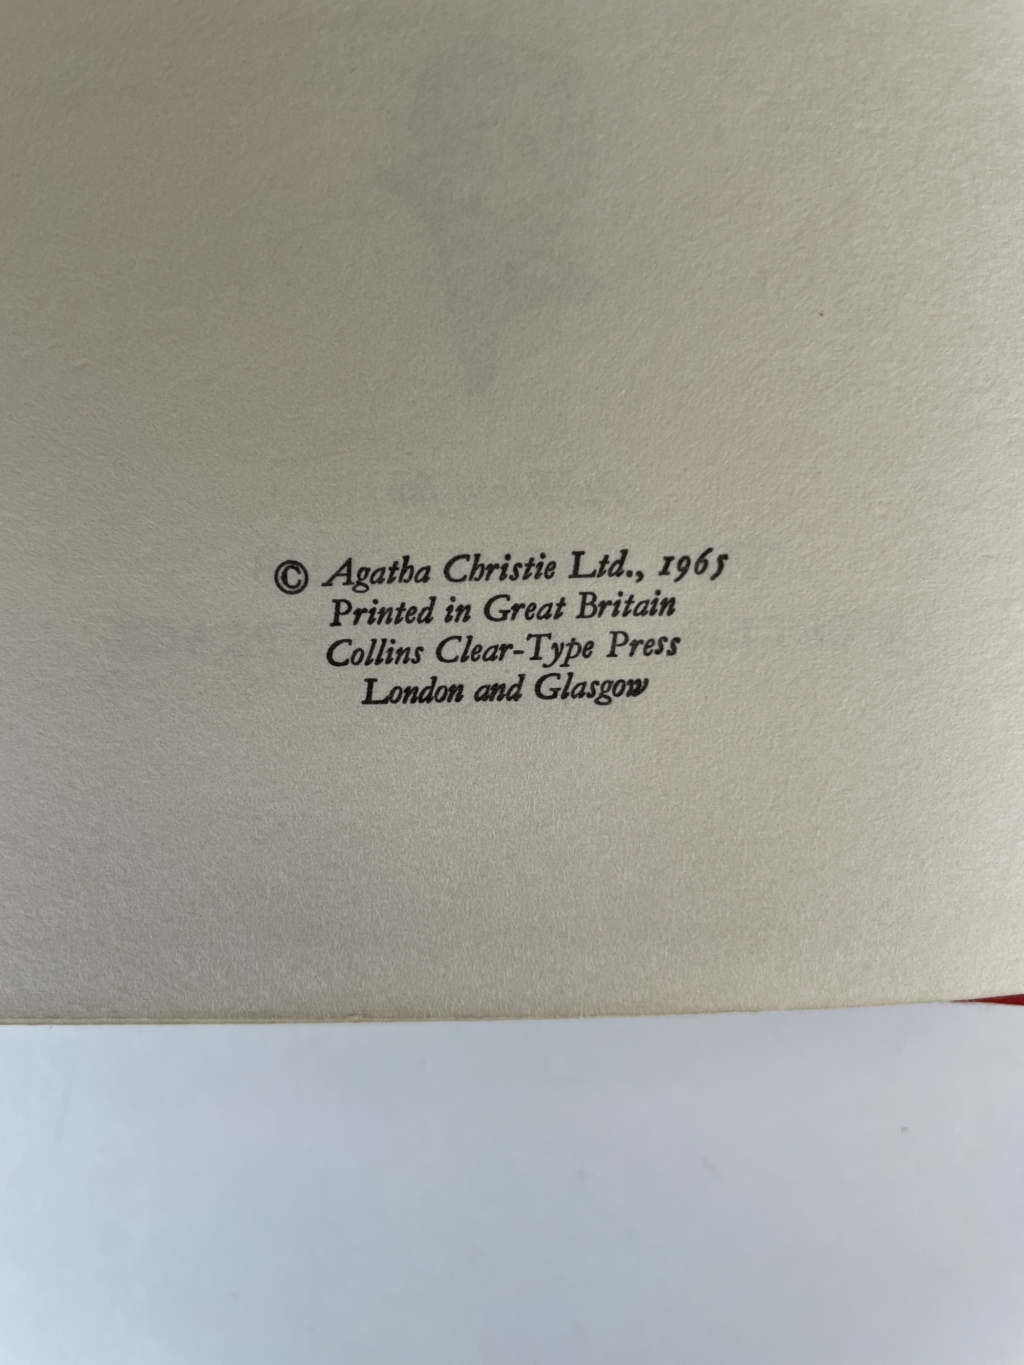 © Agatha Christie Ltd., 1965
Printed in Great Britain
Collins Clear-Type Press
London and Glasgow